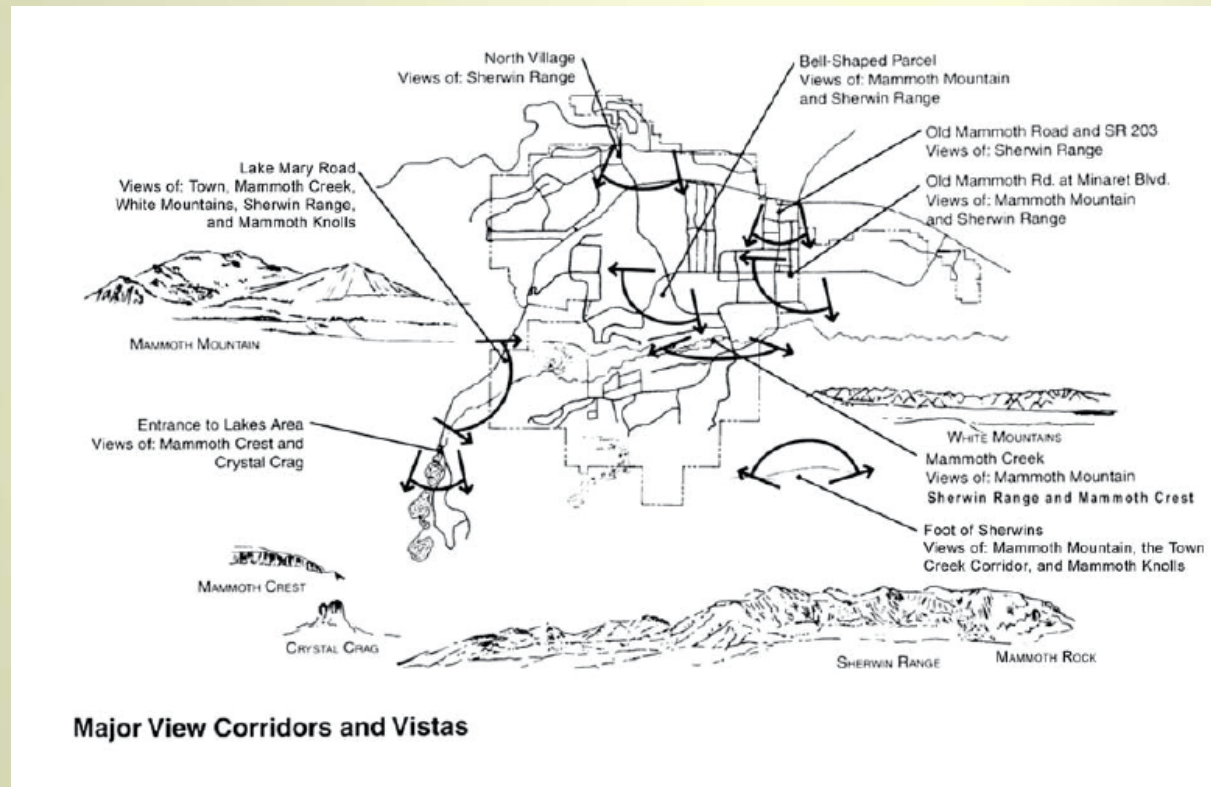 North Village
Views of: Sherwin Range
Bell-Shaped Parcel
Views of: Mammoth Mountain
and Sherwin Range
Old Mammoth Road and SR 203
Views of: Sherwin Range
Lake Mary Road
Views of: Town, Mammoth Creek,
White Mountains, Sherwin Range,
and Mammoth Knolls
Old Mammoth Rd. at Minaret Blvd.
Views of: Mammoth Mountain
and Sherwin Range
MAMMOTH MOUNTAIN
Entrance to Lakes Area
Views of: Mammoth Crest and
Crystal Crag
WHITE MOUNTAINS
Mammoth Creek
Views of: Mammoth Mountain
Sherwin Range and Mammoth Crest
Foot of Sherwins
Views of: Mammoth Mountain, the Town
Creek Corridor, and Mammoth Knolls
MAMMOTH CREST
CRYSTAL CRAG
SHERWIN RANGE
MAMMOTH ROCK
Major View Corridors and Vistas